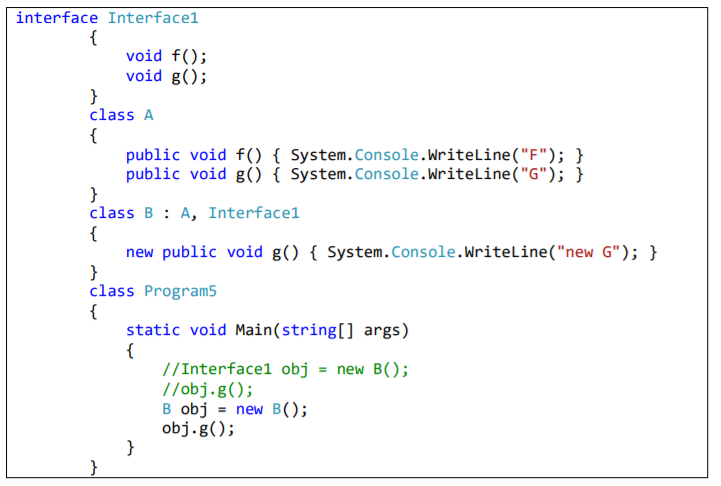 interface Interface1
{
void f();
void g();
}
class A
{
public void f() { System.Console.WriteLine("F"); }
public void g() { System.Console.WriteLine("G"); }
}
class B : A, Interface1
{
new public void g() { System.Console.WriteLine("new G"); }
}
class Program5
{
static void Main(string[] args)
{
//Interface1 obj = new B();
//obj.g();
B obj = new B();
obj.g();
}
}